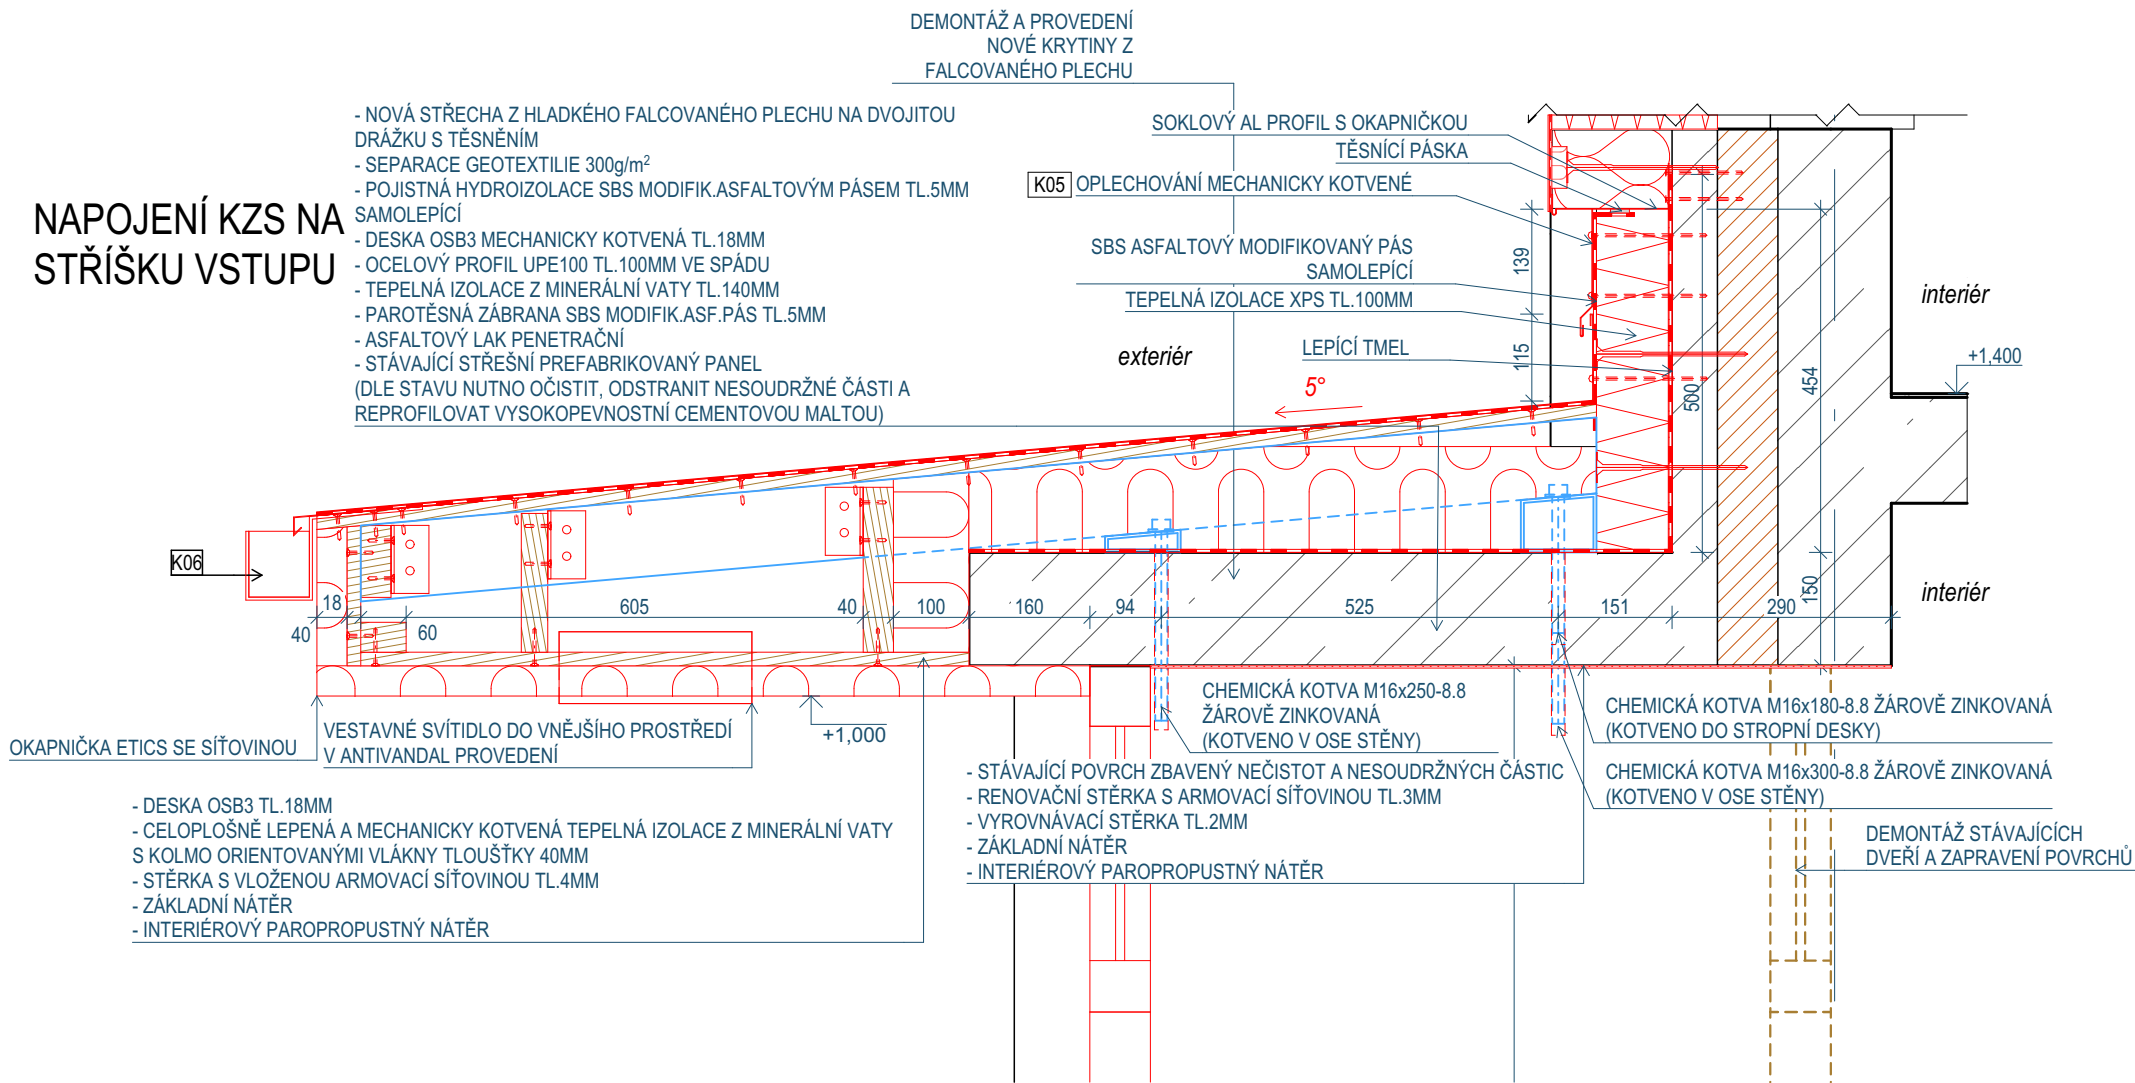 DEMONTÁŽ A PROVEDENÍ
NOVÉ KRYTINY Z
FALCOVANÉHO PLECHU
NAPOJENÍ KZS NA
STŘÍŠKU VSTUPU
- NOVÁ STŘECHA Z HLADKÉHO FALCOVANÉHO PLECHU NA DVOJITOU
DRÁŽKU S TĚSNĚNÍM
- SEPARACE GEOTEXTILIE 300g/m²
- POJISTNÁ HYDROIZOLACE SBS MODIFIK.ASFALTOVÝM PÁSEM TL.5MM
SAMOLEPÍCÍ
- DESKA OSB3 MECHANICKY KOTVENÁ TL.18MM
- OCELOVÝ PROFIL UPE100 TL.100MM VE SPÁDU
- TEPELNÁ IZOLACE Z MINERÁLNÍ VATY TL.140MM
- PAROTĚSNÁ ZÁBRANA SBS MODIFIK.ASF.PÁS TL.5MM
- ASFALTOVÝ LAK PENETRAČNÍ
- STÁVAJÍCÍ STŘEŠNÍ PREFABRIKOVANÝ PANEL
(DLE STAVU NUTNO OČISTIT, ODSTRANIT NESOUDRŽNÉ ČÁSTI A
REPROFILOVAT VYSOKOPEVNOSTNÍ CEMENTOVOU MALTOU)
SOKLOVÝ AL PROFIL S OKAPNIČKOU
TĚSNÍCÍ PÁSKA
K05 OPLECHOVÁNÍ MECHANICKY KOTVENÉ
SBS ASFALTOVÝ MODIFIKOVANÝ PÁS
SAMOLEPÍCÍ
TEPELNÁ IZOLACE XPS TL.100MM
LEPÍCÍ TMEL
exteriér
5°
139
115
500
454
150
interiér
+1,400
interiér
K06
18
40
60
605
40
100
160
94
525
151
290
OKAPNIČKA ETICS SE SÍŤOVINOU
VESTAVNÉ SVÍTIDLO DO VNĚJŠÍHO PROSTŘEDÍ
V ANTIVANDAL PROVEDENÍ
+1,000
CHEMICKÁ KOTVA M16x250-8.8
ŽÁROVĚ ZINKOVANÁ
(KOTVENO V OSE STĚNY)
CHEMICKÁ KOTVA M16x180-8.8 ŽÁROVĚ ZINKOVANÁ
(KOTVENO DO STROPNÍ DESKY)
CHEMICKÁ KOTVA M16x300-8.8 ŽÁROVĚ ZINKOVANÁ
(KOTVENO V OSE STĚNY)
- DESKA OSB3 TL.18MM
- CELOPLOŠNĚ LEPENÁ A MECHANICKY KOTVENÁ TEPELNÁ IZOLACE Z MINERÁLNÍ VATY
S KOLMO ORIENTOVANÝMI VLÁKNY TLOUŠŤKY 40MM
- STĚRKA S VLOŽENOU ARMOVACÍ SÍŤOVINOU TL.4MM
- ZÁKLADNÍ NÁTĚR
- INTERIÉROVÝ PAROPROPUSTNÝ NÁTĚR
- STÁVAJÍCÍ POVRCH ZBAVENÝ NEČISTOT A NESOUDRŽNÝCH ČÁSTIC
- RENOVAČNÍ STĚRKA S ARMOVACÍ SÍŤOVINOU TL.3MM
- VYROVNÁVACÍ STĚRKA TL.2MM
- ZÁKLADNÍ NÁTĚR
- INTERIÉROVÝ PAROPROPUSTNÝ NÁTĚR
DEMONTÁŽ STÁVAJÍCÍCH
DVEŘÍ A ZAPRAVENÍ POVRCHŮ